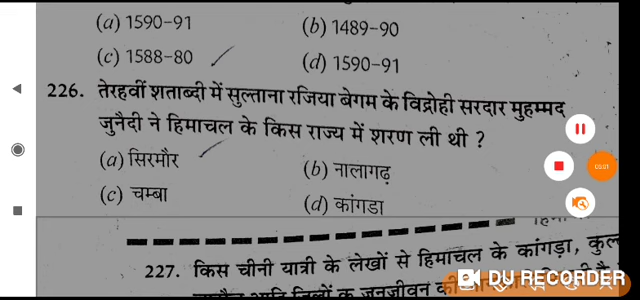 (a) 1590-91 (b) 1489-90
(c) 1588-80 (d) 1590-91
226. तेरहवीं शताब्दी में सुल्ताना रजिया बेगम के विद्रोही सरदार मुहम्मद
जुनैदी ने हिमाचल के किस राज्य में शरण ली थी ?
(a) सिरमौर (b) नालागढ़
(c) चम्बा (d) कांगडा
227. किस चीनी यात्री के लेखों से हिमाचल के कांगड़ा,
DU RECORDER